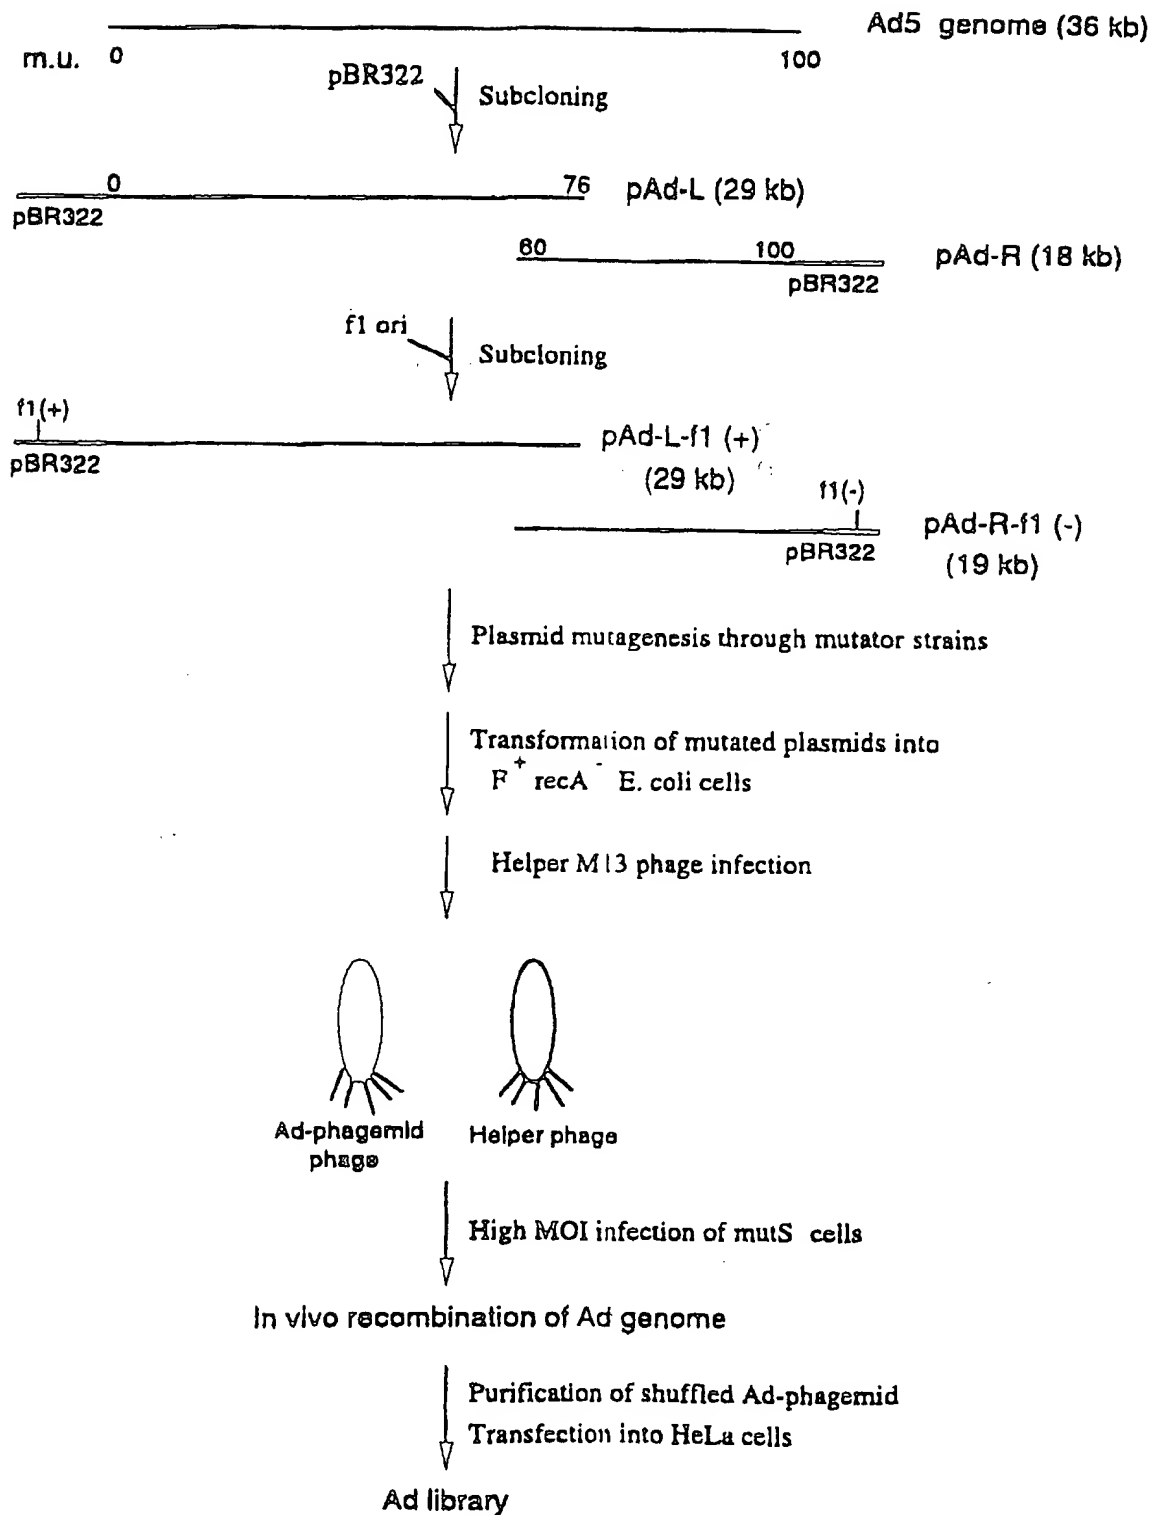 Ad5 genome (36 kb)
m.u. 0 100
pBR322 Subcloning
0 76 pAd-L (29 kb)
pBR322
60 100 pAd-R (18 kb)
pBR322
f1 ori Subcloning
f1(+)
pBR322
pAd-L-f1 (+)
(29 kb)
f1(-)
pBR322
pAd-R-f1 (-)
(19 kb)
Plasmid mutagenesis through mutator strains
Transformation of mutated plasmids into
F+ recA- E. coli cells
Helper M13 phage infection
Ad-phagemid
phage
Helper phage
High MOI infection of mutS cells
In vivo recombination of Ad genome
Purification of shuffled Ad-phagemid
Transfection into HeLa cells
Ad library